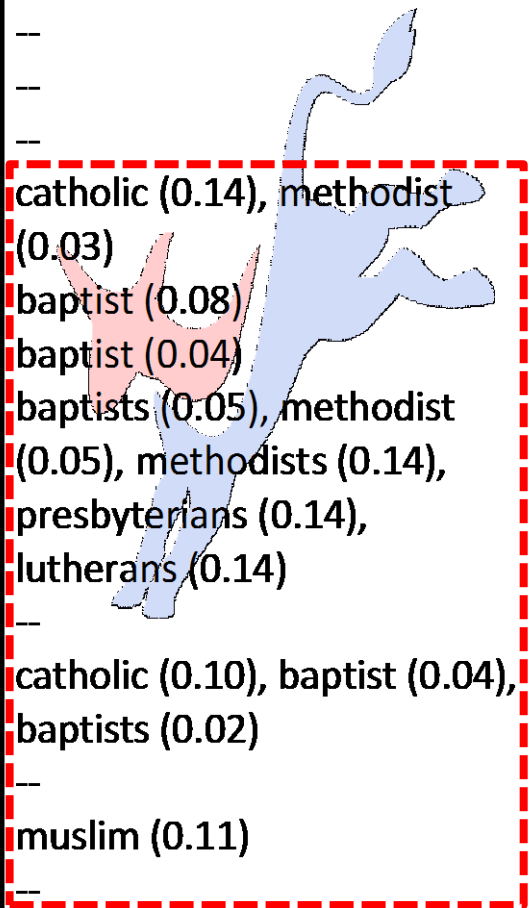 --
--
--
catholic (0.14), methodist
(0.03)
baptist (0.08)
baptist (0.04)
baptists (0.05), methodist
(0.05), methodists (0.14),
presbyterians (0.14),
lutherans (0.14)
--
catholic (0.10), baptist (0.04),
baptists (0.02)
--
muslim (0.11)
--